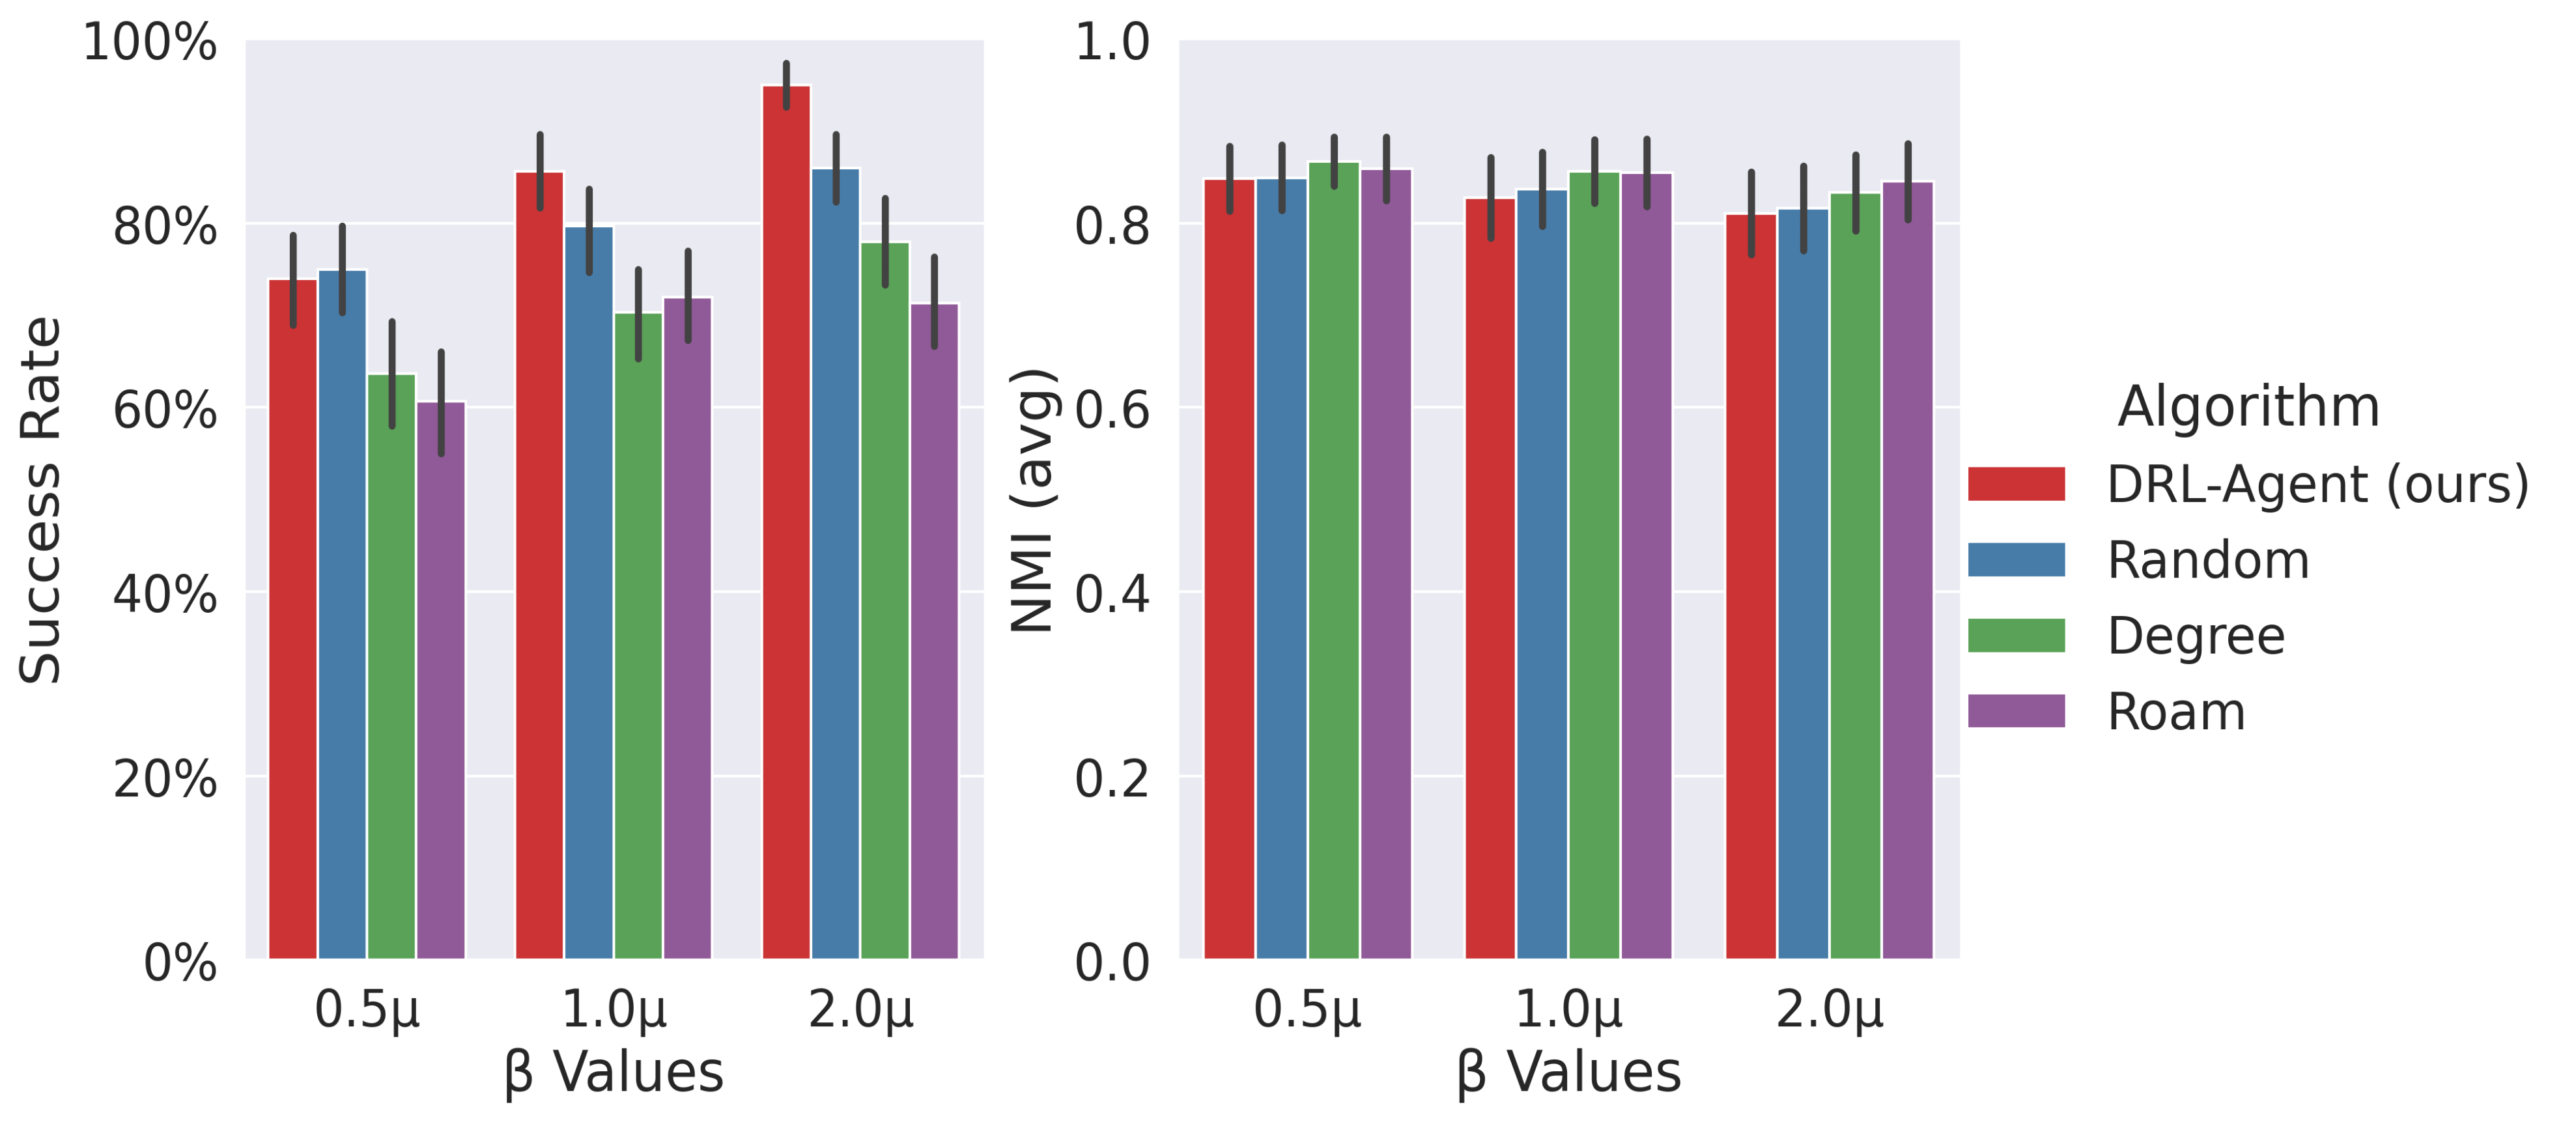 100%
80%
60%
40%
20%
0%
Success Rate
0.5µ 1.0µ 2.0µ
β Values
1.0
0.8
0.6
0.4
0.2
0.0
NMI (avg)
0.5µ 1.0µ 2.0µ
β Values
Algorithm
DRL-Agent (ours)
Random
Degree
Roam